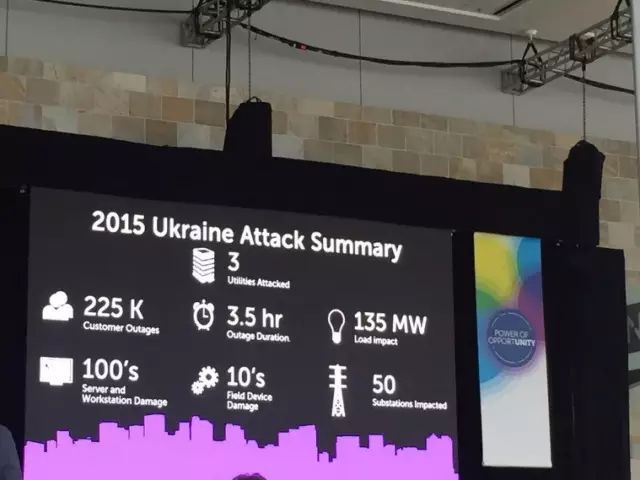 2015 Ukraine Attack Summary
3
Utilities Attacked
225 K
Customer Outages
3.5 hr
Outage Duration
135 MW
Load impact
100's
Server and
Workstation Damage
10's
Field Device
Damage
50
Substations Impacted
POWER OF
OPPORTUNITY